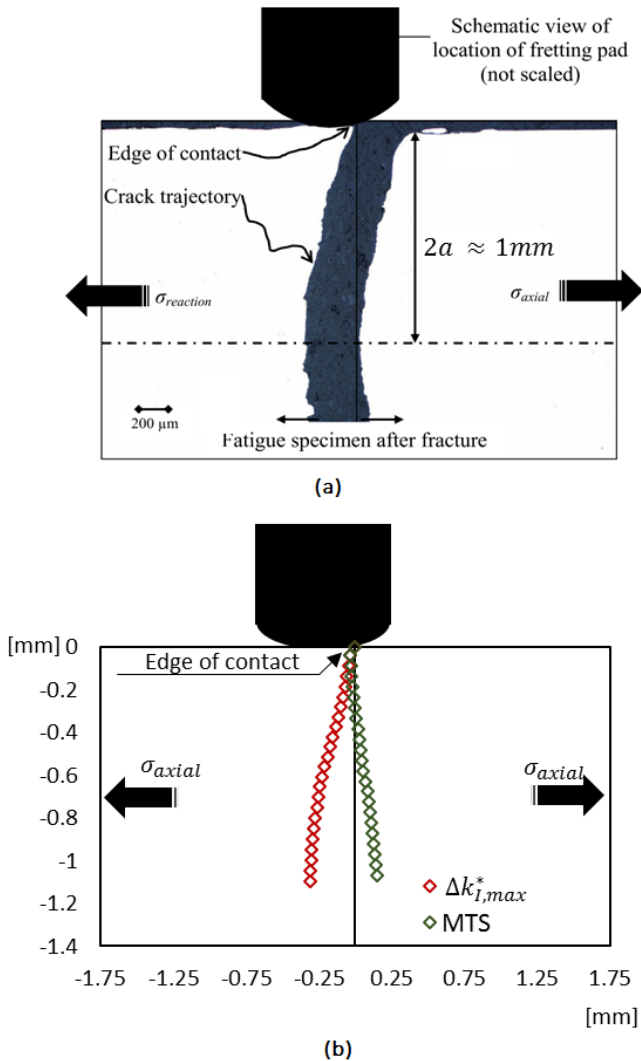 Schematic view of
location of fretting pad
(not scaled)
Edge of contact
Crack trajectory
2a ≈ 1mm
σreaction
σaxial
200 μm
Fatigue specimen after fracture
(a)
[mm] 0
Edge of contact
-0.2
-0.4
-0.6
σaxial
σaxial
-0.8
-1
Δk*I,max
MTS
-1.2
-1.4
-1.75 -1.25 -0.75 -0.25 0.25 0.75 1.25 1.75
[mm]
(b)